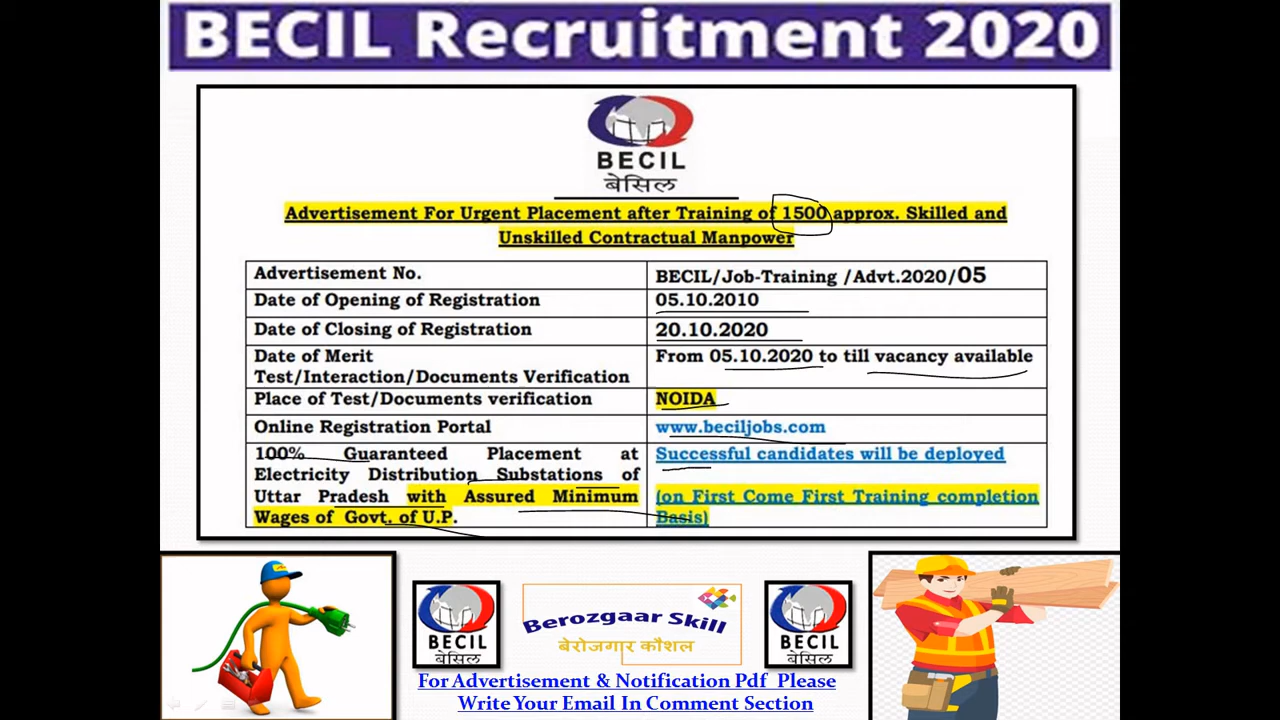 BECIL Recruitment 2020
BECIL
बेसिल
Advertisement For Urgent Placement after Training of 1500 approx. Skilled and
Unskilled Contractual Manpower
Advertisement No. BECIL/Job-Training /Advt.2020/05
Date of Opening of Registration 05.10.2010
Date of Closing of Registration 20.10.2020
Date of Merit From 05.10.2020 to till vacancy available
Test/Interaction/Documents Verification
Place of Test/Documents verification NOIDA
Online Registration Portal www.beciljobs.com
100% Guaranteed Placement at Successful candidates will be deployed
Electricity Distribution Substations of
Uttar Pradesh with Assured Minimum (on First Come First Training completion
Wages of Govt. of U.P. Basis)
BECIL
बेसिल
Berozgaar Skill
बेरोजगार कौशल
BECIL
बेसिल
For Advertisement & Notification Pdf Please
Write Your Email In Comment Section